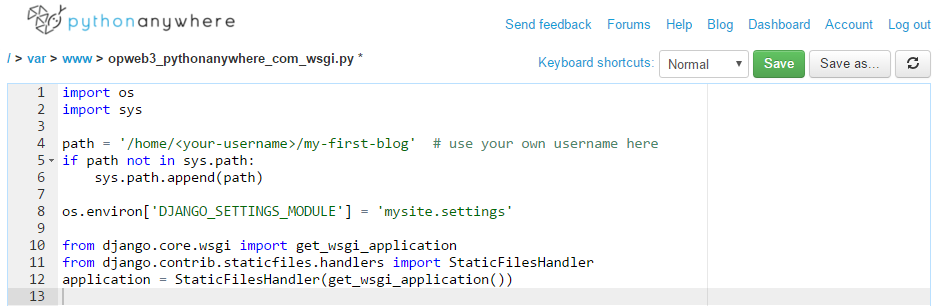 pythonanywhere
Send feedback Forums Help Blog Dashboard Account Log out
/ > var > www > opweb3_pythonanywhere_com_wsgi.py *
Keyboard shortcuts: Normal Save Save as...
1 import os
2 import sys
3
4 path = '/home/<your-username>/my-first-blog'  # use your own username here
5 if path not in sys.path:
6     sys.path.append(path)
7
8 os.environ['DJANGO_SETTINGS_MODULE'] = 'mysite.settings'
9
10 from django.core.wsgi import get_wsgi_application
11 from django.contrib.staticfiles.handlers import StaticFilesHandler
12 application = StaticFilesHandler(get_wsgi_application())
13